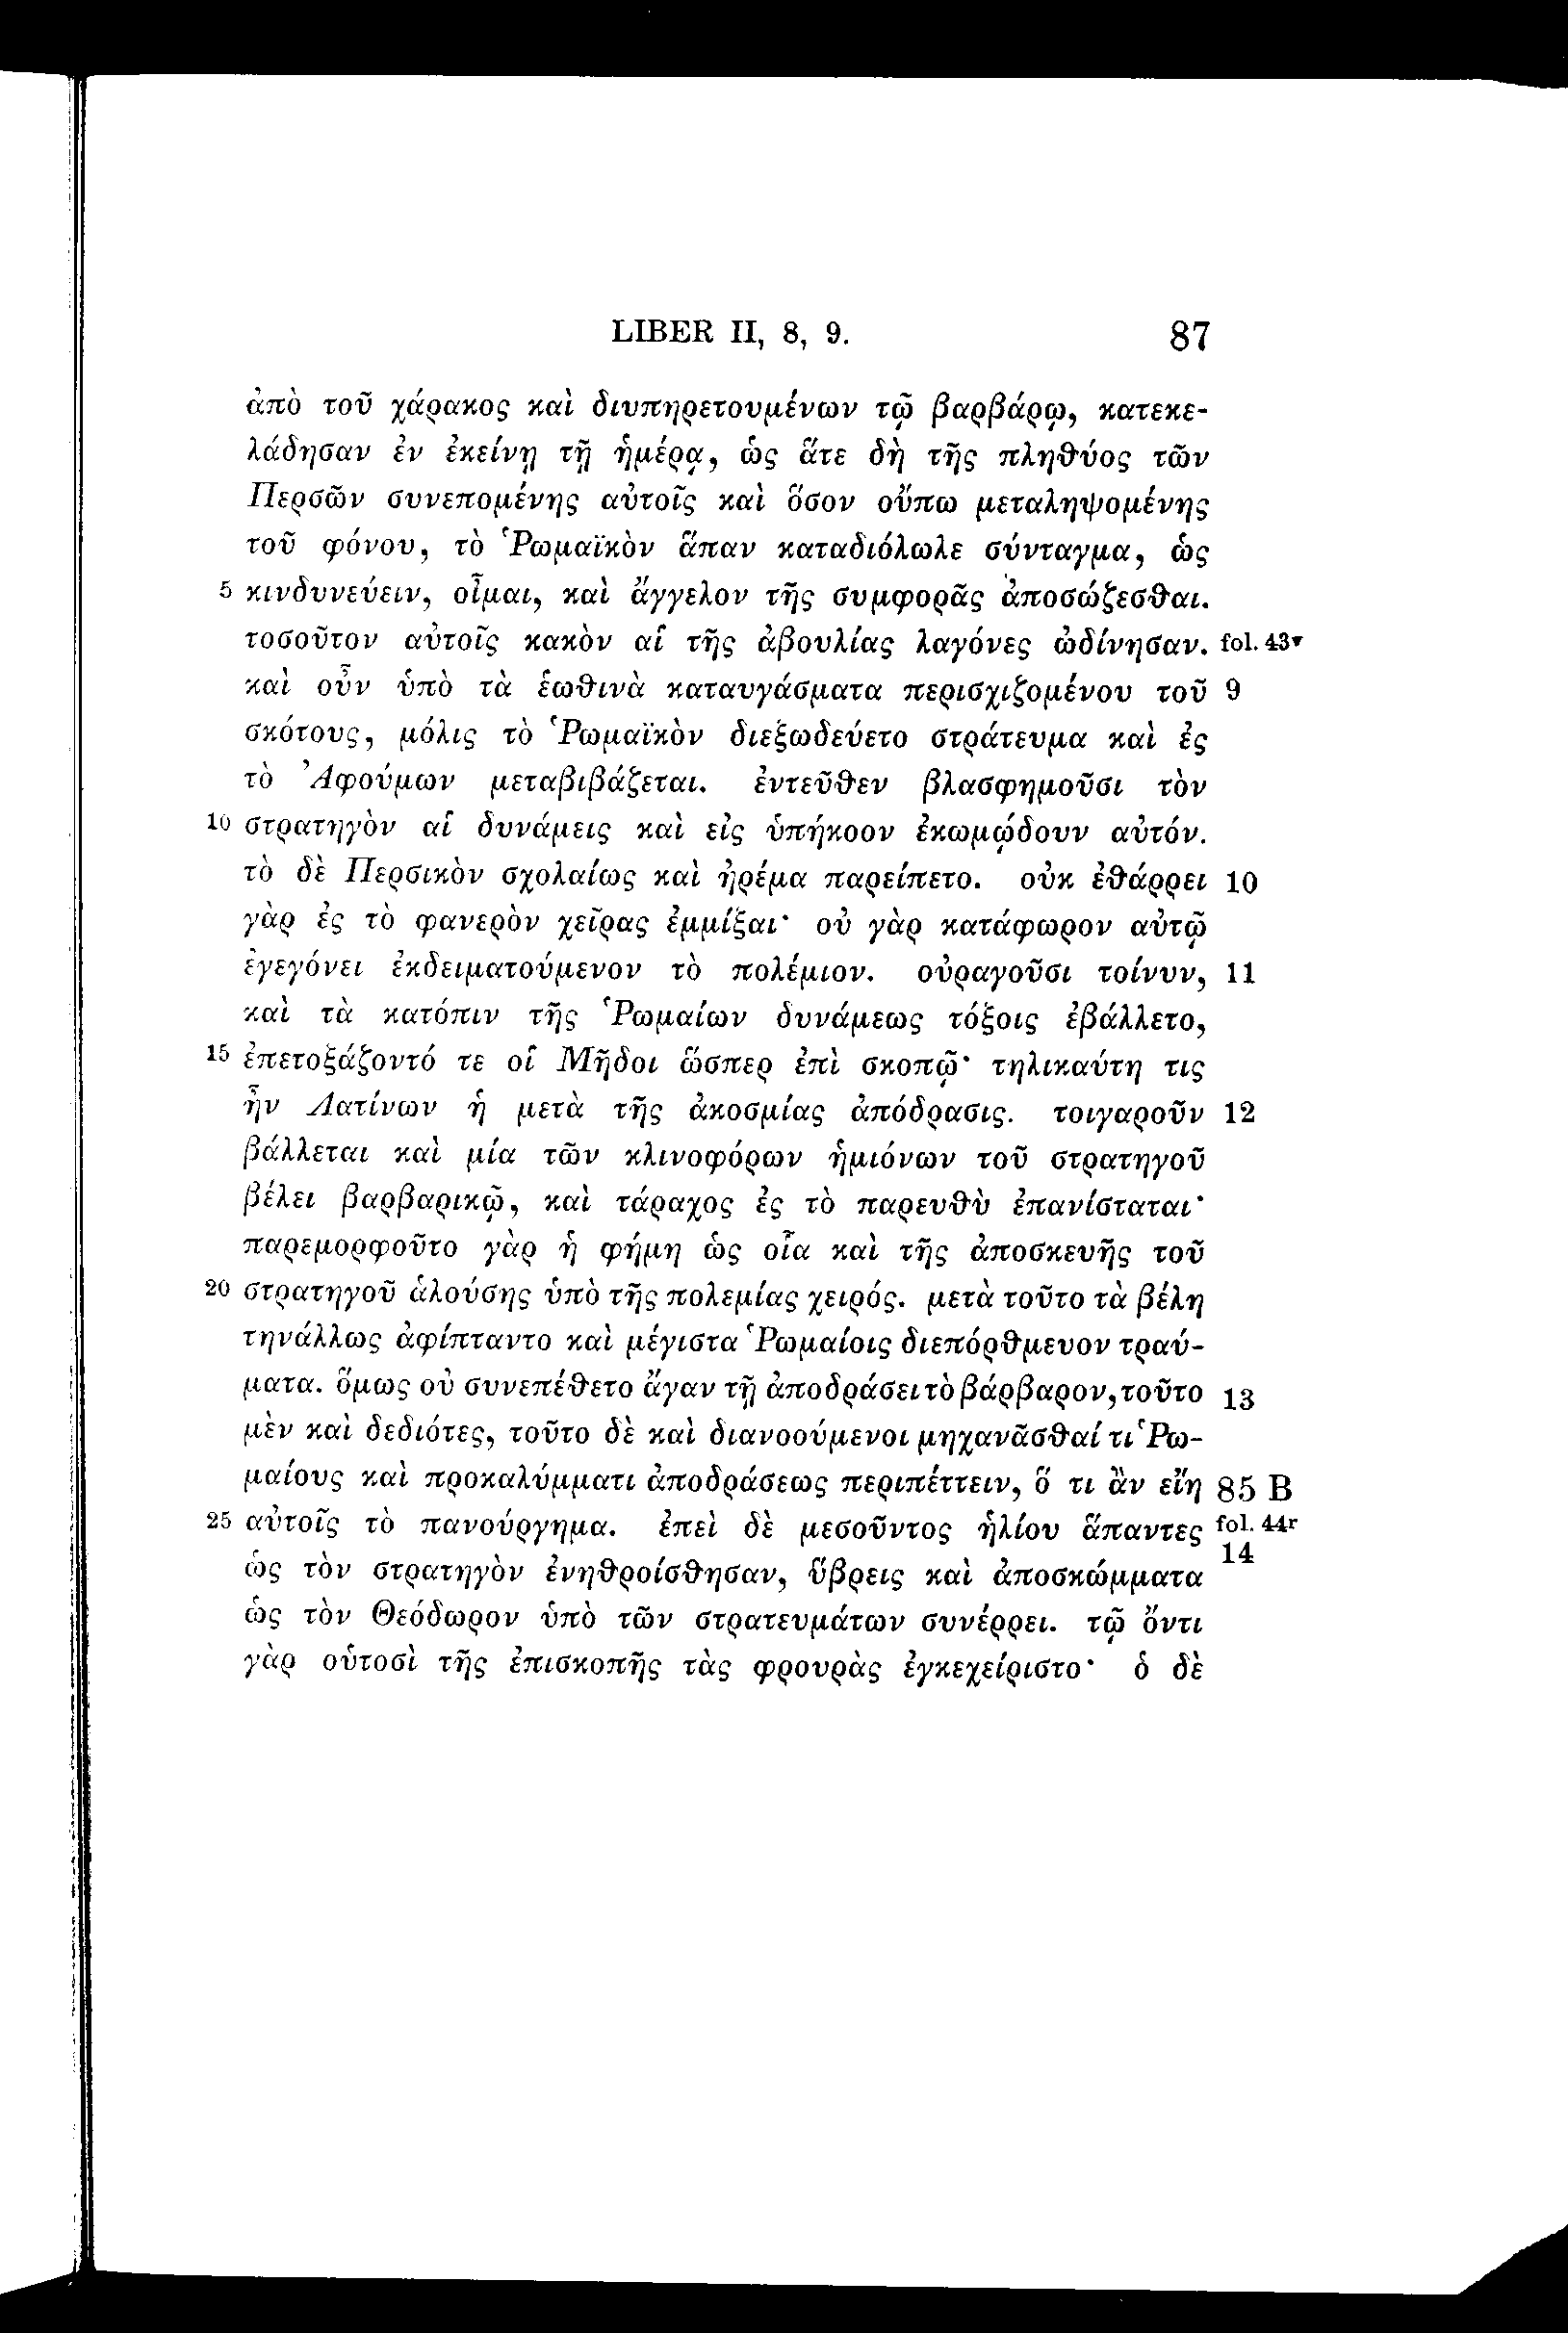 LIBER II, 8, 9. 87
ἀπὸ τοῦ χάρακος καὶ διυπηρετουμένων τῷ βαρβάρῳ, κατεκε-
λάδησαν ἐν ἐκείνῃ τῇ ἡμέρᾳ, ὡς ἅτε δὴ τῆς πληθύος τῶν
Περσῶν συνεπομένης αὐτοῖς καὶ ὅσον οὔπω μεταληψομένης
τοῦ φόνου, τὸ Ῥωμαϊκὸν ἅπαν καταδιόλωλε σύνταγμα, ὡς
5 κινδυνεύειν, οἶμαι, καὶ ἄγγελον τῆς συμφορᾶς ἀποσώζεσθαι.
τοσοῦτον αὐτοῖς κακὸν αἱ τῆς ἀβουλίας λαγόνες ὠδίνησαν. fol. 43v
καὶ οὖν ὑπὸ τὰ ἑωθινὰ καταυγάσματα περισχιζομένου τοῦ 9
σκότους, μόλις τὸ Ῥωμαϊκὸν διεξωδεύετο στράτευμα καὶ ἐς
τὸ Ἀφούμων μεταβιβάζεται. ἐντεῦθεν βλασφημοῦσι τὸν
10 στρατηγὸν αἱ δυνάμεις καὶ εἰς ὑπήκοον ἐκωμῴδουν αὐτόν.
τὸ δὲ Περσικὸν σχολαίως καὶ ἠρέμα παρείπετο. οὐκ ἐθάρρει 10
γὰρ ἐς τὸ φανερὸν χεῖρας ἐμμίξαι· οὐ γὰρ κατάφωρον αὐτῷ
ἐγεγόνει ἐκδειματούμενον τὸ πολέμιον. οὐραγοῦσι τοίνυν, 11
καὶ τὰ κατόπιν τῆς Ῥωμαίων δυνάμεως τόξοις ἐβάλλετο,
15 ἐπετοξάζοντό τε οἱ Μῆδοι ὥσπερ ἐπὶ σκοπῷ· τηλικαύτη τις
ἦν Λατίνων ἡ μετὰ τῆς ἀκοσμίας ἀπόδρασις. τοιγαροῦν 12
βάλλεται καὶ μία τῶν κλινοφόρων ἡμιόνων τοῦ στρατηγοῦ
βέλει βαρβαρικῷ, καὶ τάραχος ἐς τὸ παρευθὺ ἐπανίσταται·
παρεμορφοῦτο γὰρ ἡ φήμη ὡς οἷα καὶ τῆς ἀποσκευῆς τοῦ
20 στρατηγοῦ ἁλούσης ὑπὸ τῆς πολεμίας χειρός. μετὰ τοῦτο τὰ βέλη
τηνάλλως ἀφίπταντο καὶ μέγιστα Ῥωμαίοις διεπόρθμευον τραύ-
ματα. ὅμως οὐ συνεπέθετο ἄγαν τῇ ἀποδράσει τὸ βάρβαρον, τοῦτο 13
μὲν καὶ δεδιότες, τοῦτο δὲ καὶ διανοούμενοι μηχανᾶσθαί τι Ῥω-
μαίους καὶ προκαλύμματι ἀποδράσεως περιπέττειν, ὅ τι ἂν εἴη 85 B
25 αὐτοῖς τὸ πανούργημα. ἐπεὶ δὲ μεσοῦντος ἡλίου ἅπαντες fol. 44r
14
ὡς τὸν στρατηγὸν ἐνηθροίσθησαν, ὕβρεις καὶ ἀποσκώμματα
ὡς τὸν Θεόδωρον ὑπὸ τῶν στρατευμάτων συνέρρει. τῷ ὄντι
γὰρ οὑτοσὶ τῆς ἐπισκοπῆς τὰς φρουρὰς ἐγκεχείριστο· ὁ δὲ